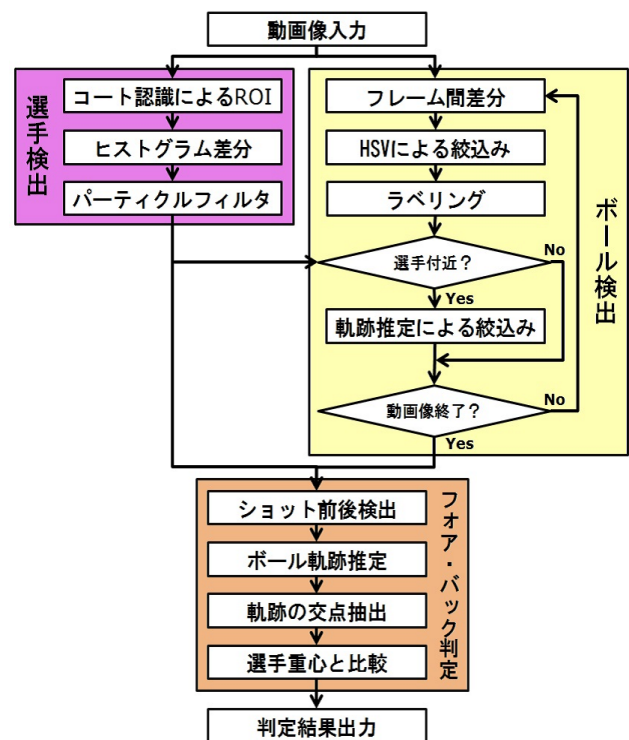 動画像入力
選手検出
コート認識によるROI
ヒストグラム差分
パーティクルフィルタ
ボール検出
フレーム間差分
HSVによる絞込み
ラベリング
選手付近？
No
Yes
軌跡推定による絞込み
動画像終了？
No
Yes
フォア・バック判定
ショット前後検出
ボール軌跡推定
軌跡の交点抽出
選手重心と比較
判定結果出力